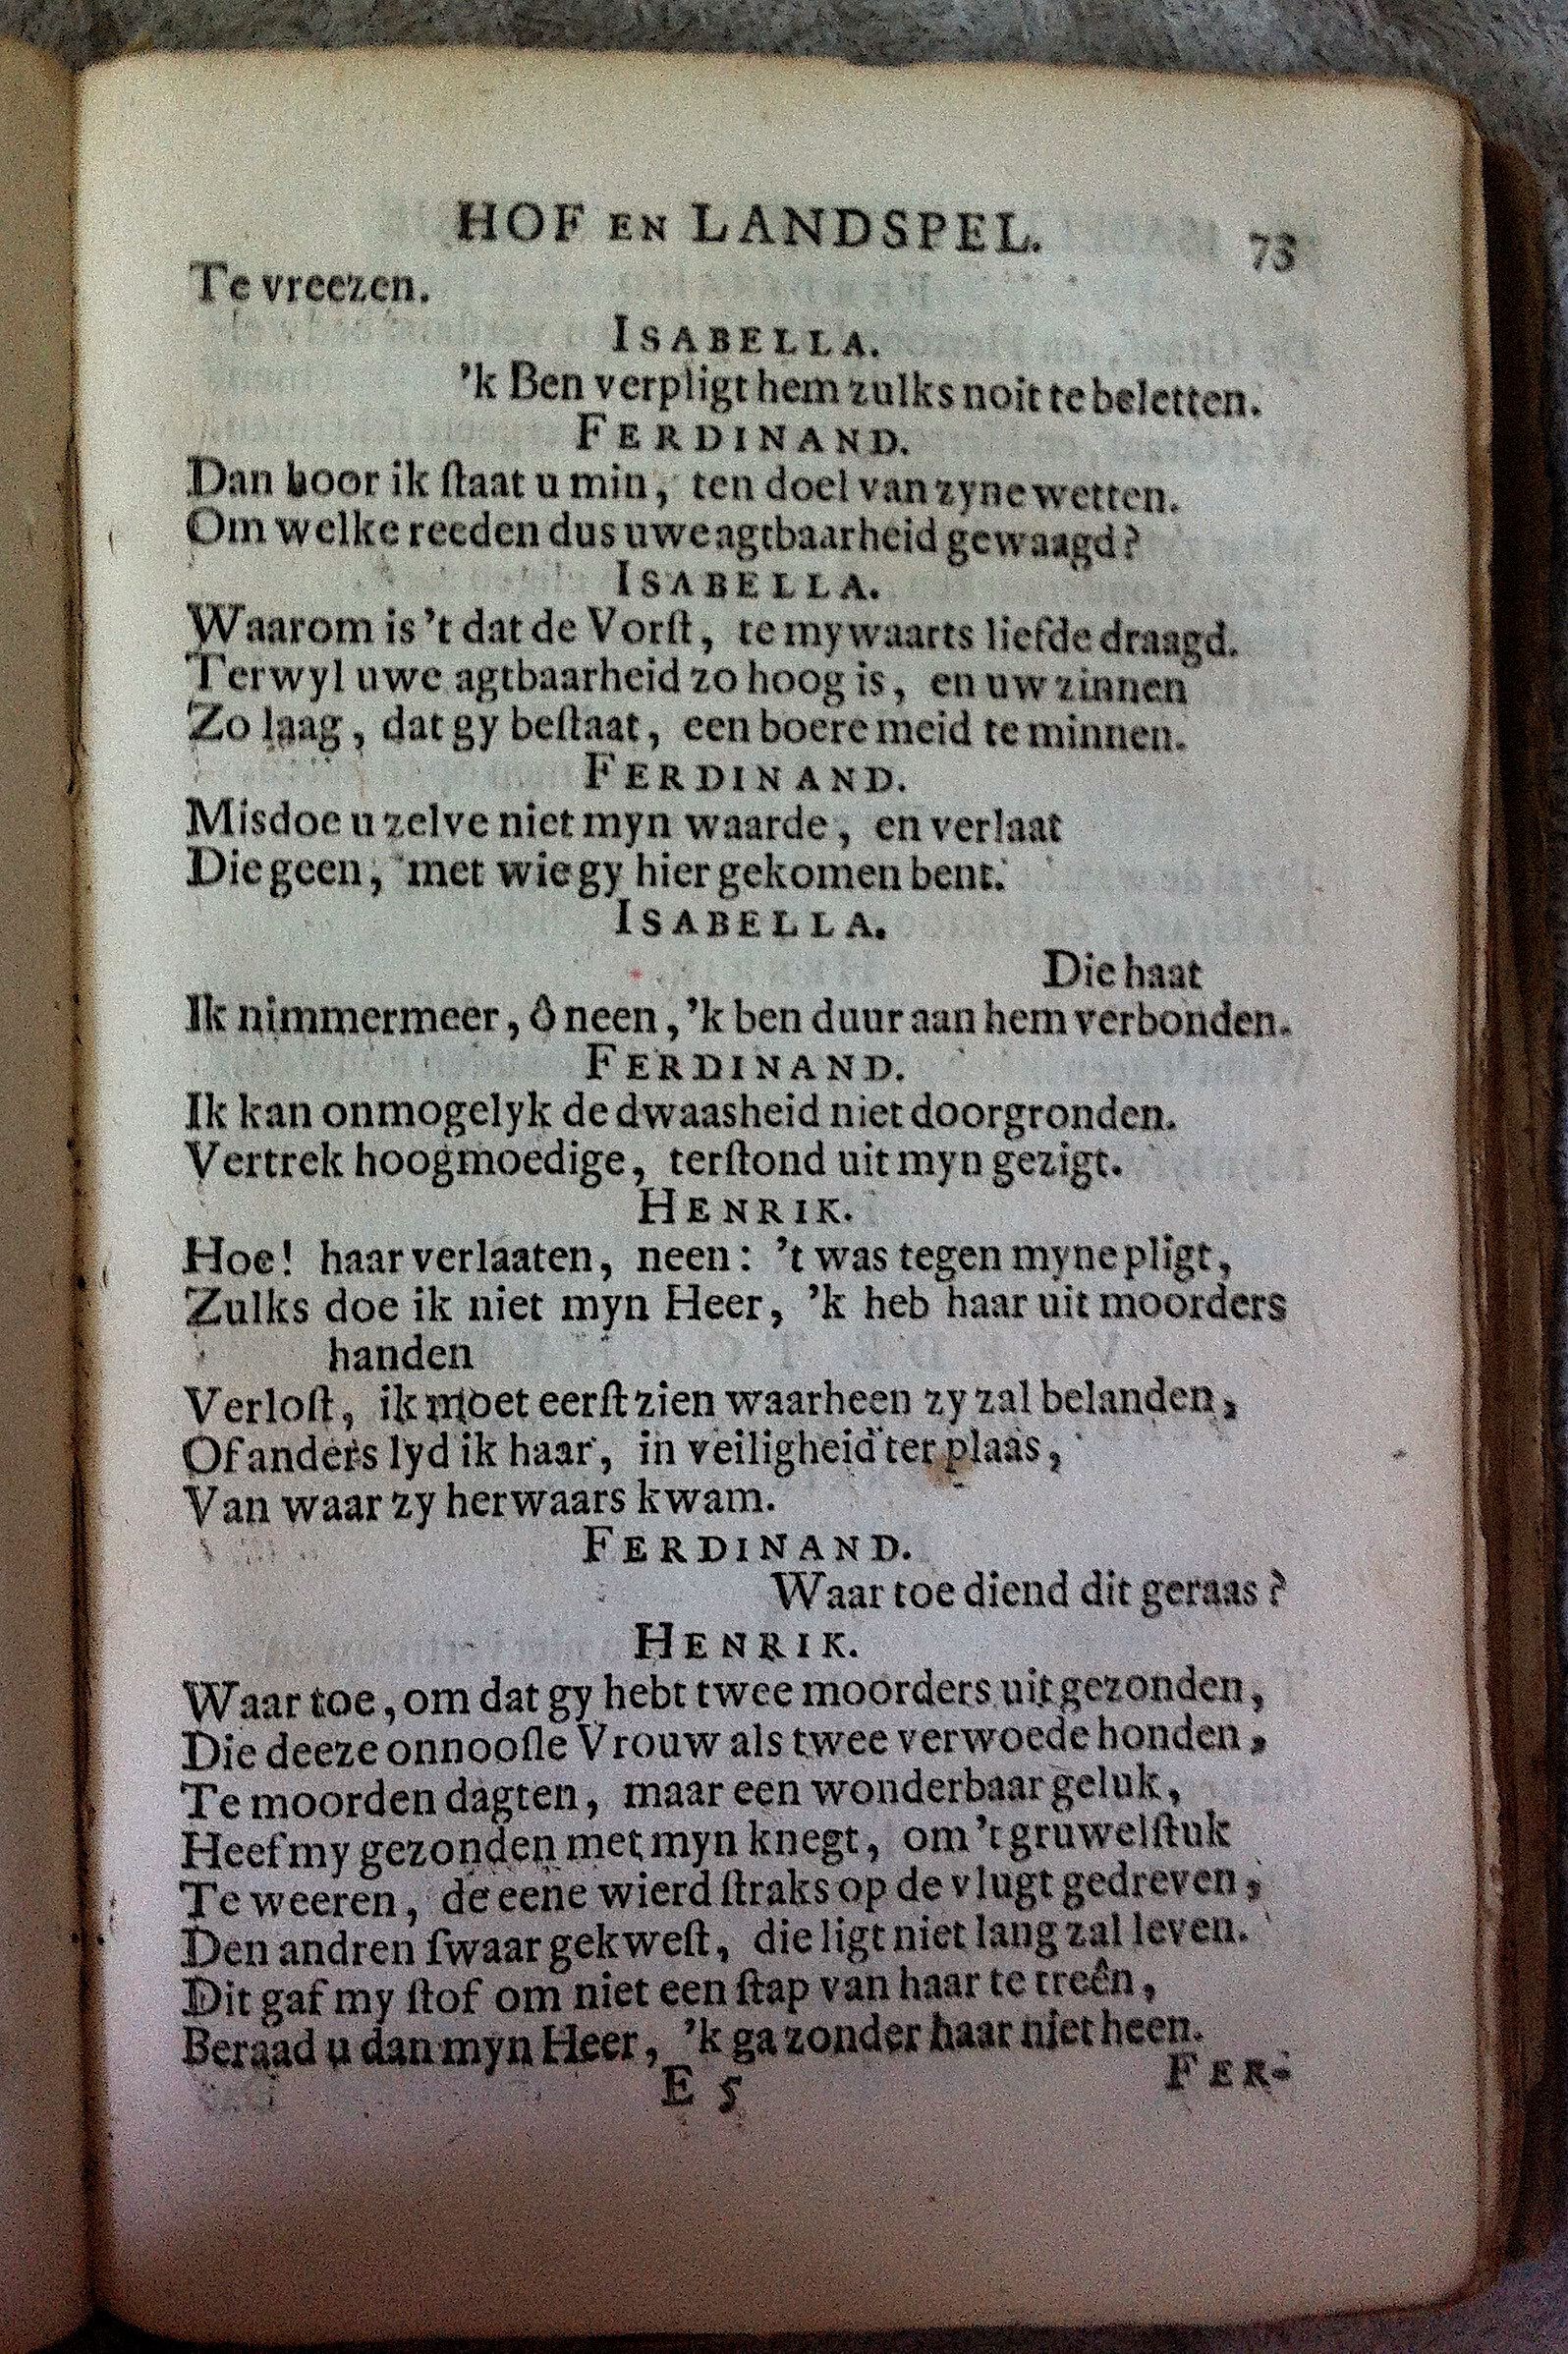 HOF EN LANDSPEL. 73
Te vreezen.
ISABELLA.
'k Ben verpligt hem zulks noit te beletten.
FERDINAND.
Dan hoor ik ſtaat u min, ten doel van zyne wetten.
Om welke reeden dus uwe agtbaarheid gewaagd?
ISABELLA.
Waarom is 't dat de Vorſt, te mywaarts liefde draagd.
Terwyl uwe agtbaarheid zo hoog is, en uw zinnen
Zo laag, dat gy beſtaat, een boere meid te minnen.
FERDINAND.
Misdoe u zelve niet myn waarde, en verlaat
Die geen, met wie gy hier gekomen bent.
ISABELLA.
Die haat
Ik nimmermeer, ô neen, 'k ben duur aan hem verbonden.
FERDINAND.
Ik kan onmogelyk de dwaasheid niet doorgronden.
Vertrek hoogmoedige, terſtond uit myn gezigt.
HENRIK.
Hoe! haar verlaaten, neen: 't was tegen myne pligt,
Zulks doe ik niet myn Heer, 'k heb haar uit moorders
handen
Verloſt, ik moet eerſt zien waarheen zy zal belanden,
Of anders lyd ik haar, in veiligheid ter plaas,
Van waar zy herwaars kwam.
FERDINAND.
Waar toe diend dit geraas?
HENRIK.
Waar toe, om dat gy hebt twee moorders uit gezonden,
Die deeze onnooſle Vrouw als twee verwoede honden,
Te moorden dagten, maar een wonderbaar geluk,
Heef my gezonden met myn knegt, om 't gruwelſtuk
Te weeren, de eene wierd ſtraks op de vlugt gedreven,
Den andren ſwaar gekweſt, die ligt niet lang zal leven.
Dit gaf my ſtof om niet een ſtap van haar te treên,
Beraad u dan myn Heer, 'k ga zonder haar niet heen.
E 5 FER-